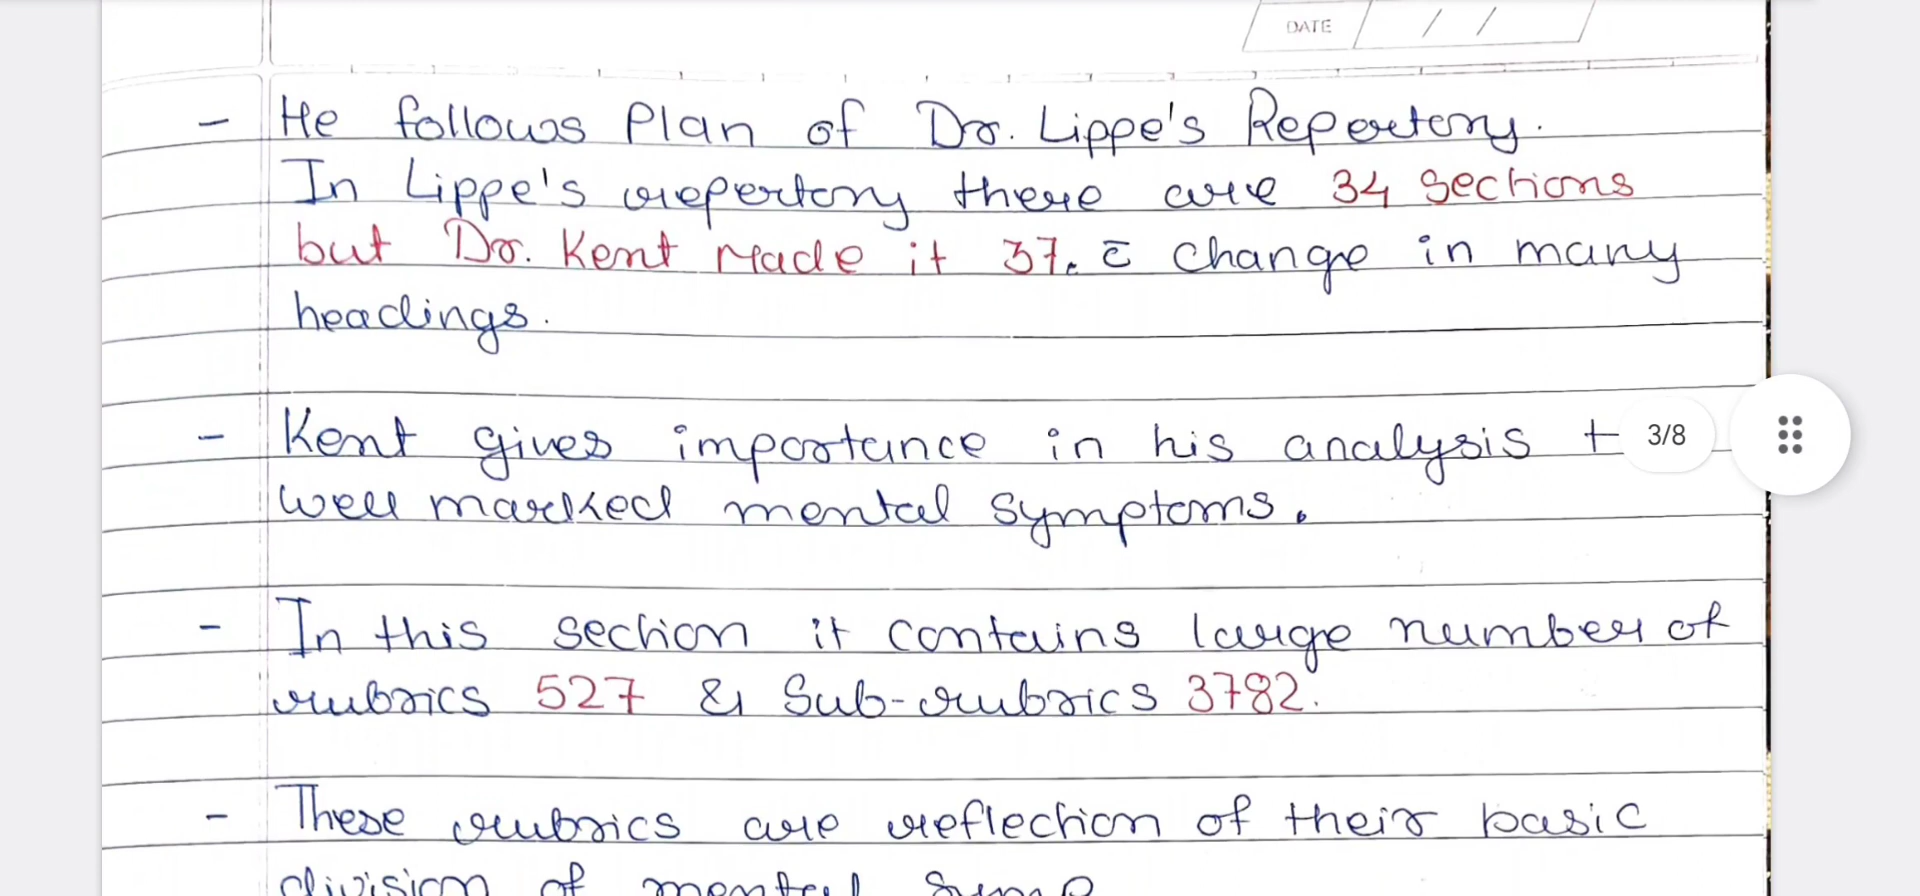 DATE / /
- He follows Plan of Dr. Lippe's Repertory.
In Lippe's repertory there are 34 Sections
but Dr. Kent Made it 37. c̄ change in many
headings.
- Kent gives importance in his analysis
3/8
well marked mental symptoms.
- In this section it contains large number of
rubrics 527 & Sub-rubrics 3782.
- These rubrics are reflection of their basic
division of mental